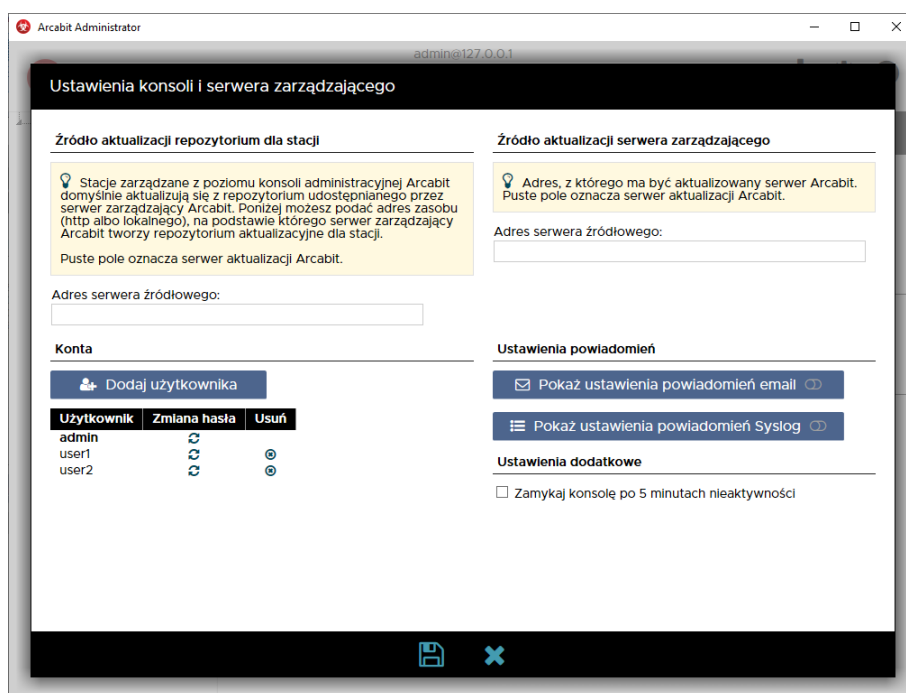 Arcabit Administrator
admin@127.0.0.1
Ustawienia konsoli i serwera zarządzającego
Źródło aktualizacji repozytorium dla stacji
Stacje zarządzane z poziomu konsoli administracyjnej Arcabit
domyślnie aktualizują się z repozytorium udostępnianego przez
serwer zarządzający Arcabit. Poniżej możesz podać adres zasobu
(http albo lokalnego), na podstawie którego serwer zarządzający
Arcabit tworzy repozytorium aktualizacyjne dla stacji.
Puste pole oznacza serwer aktualizacji Arcabit.
Adres serwera źródłowego:
Źródło aktualizacji serwera zarządzającego
Adres, z którego ma być aktualizowany serwer Arcabit.
Puste pole oznacza serwer aktualizacji Arcabit.
Adres serwera źródłowego:
Konta
Dodaj użytkownika
Użytkownik Zmiana hasła Usuń
admin
user1
user2
Ustawienia powiadomień
Pokaż ustawienia powiadomień email
Pokaż ustawienia powiadomień Syslog
Ustawienia dodatkowe
Zamykaj konsolę po 5 minutach nieaktywności